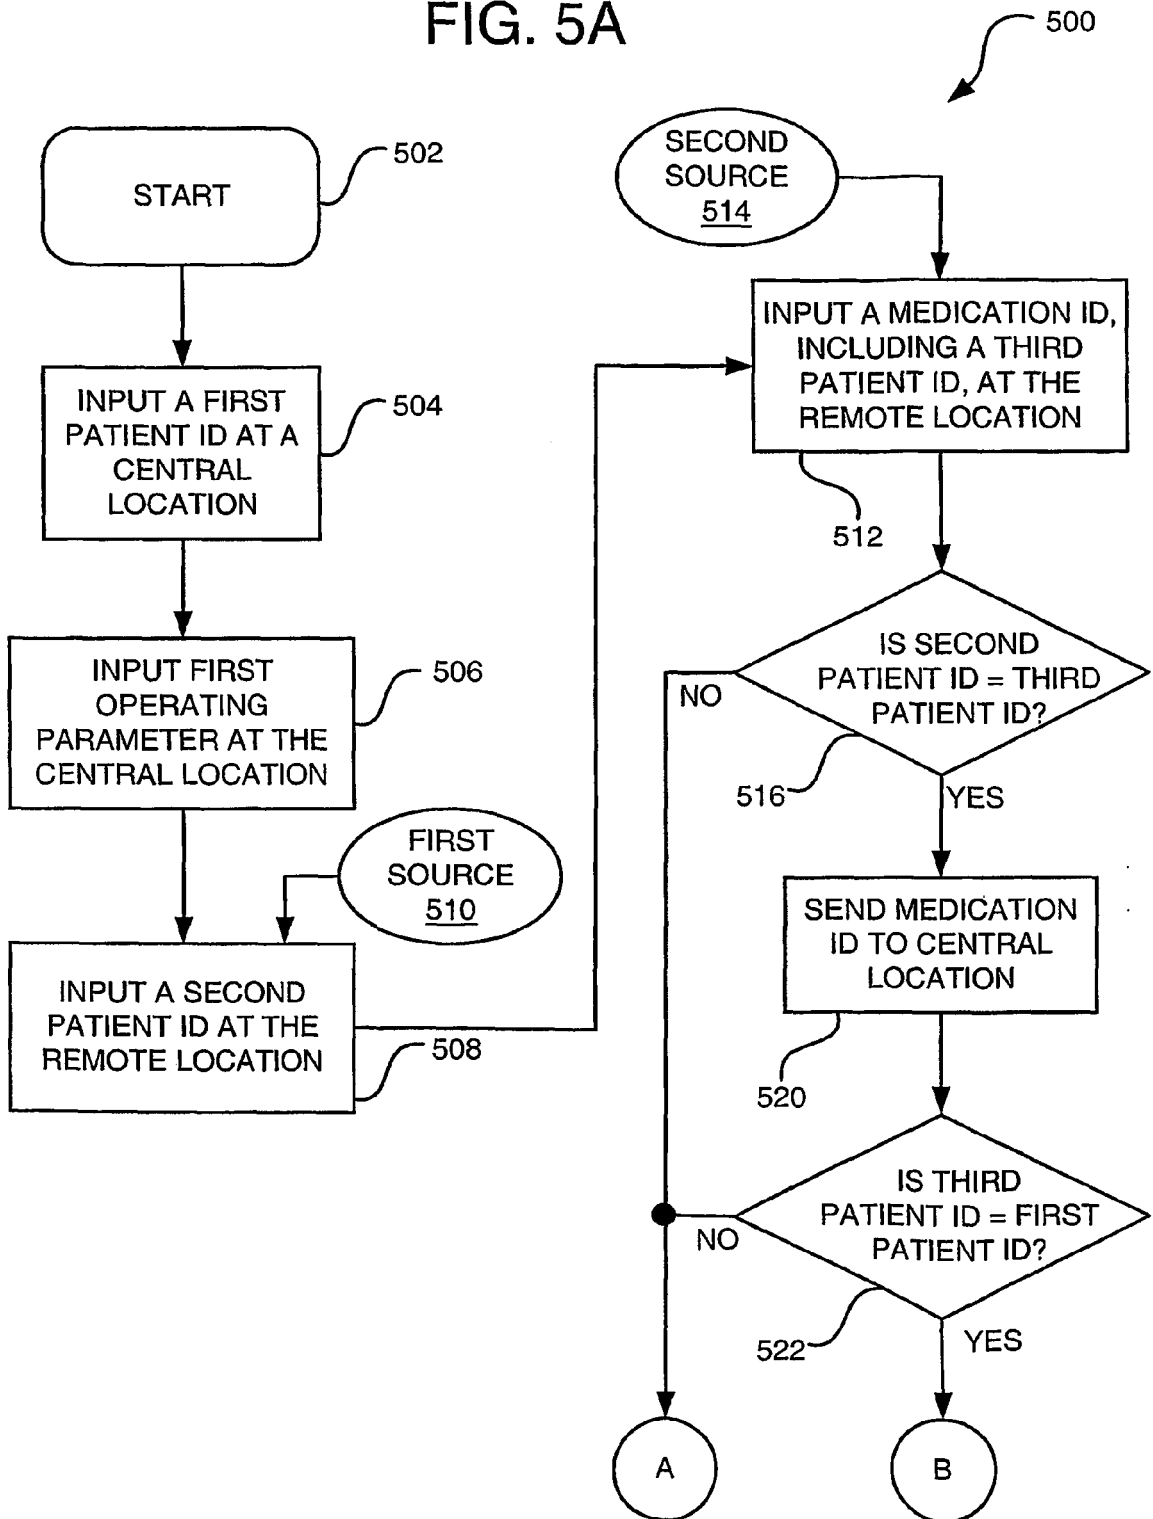 FIG. 5A
500
START
502
INPUT A FIRST
PATIENT ID AT A
CENTRAL
LOCATION
504
INPUT FIRST
OPERATING
PARAMETER AT THE
CENTRAL LOCATION
506
FIRST
SOURCE
510
INPUT A SECOND
PATIENT ID AT THE
REMOTE LOCATION
508
SECOND
SOURCE
514
INPUT A MEDICATION ID,
INCLUDING A THIRD
PATIENT ID, AT THE
REMOTE LOCATION
512
IS SECOND
PATIENT ID = THIRD
PATIENT ID?
NO
516
YES
SEND MEDICATION
ID TO CENTRAL
LOCATION
520
IS THIRD
PATIENT ID = FIRST
PATIENT ID?
NO
522
YES
A
B